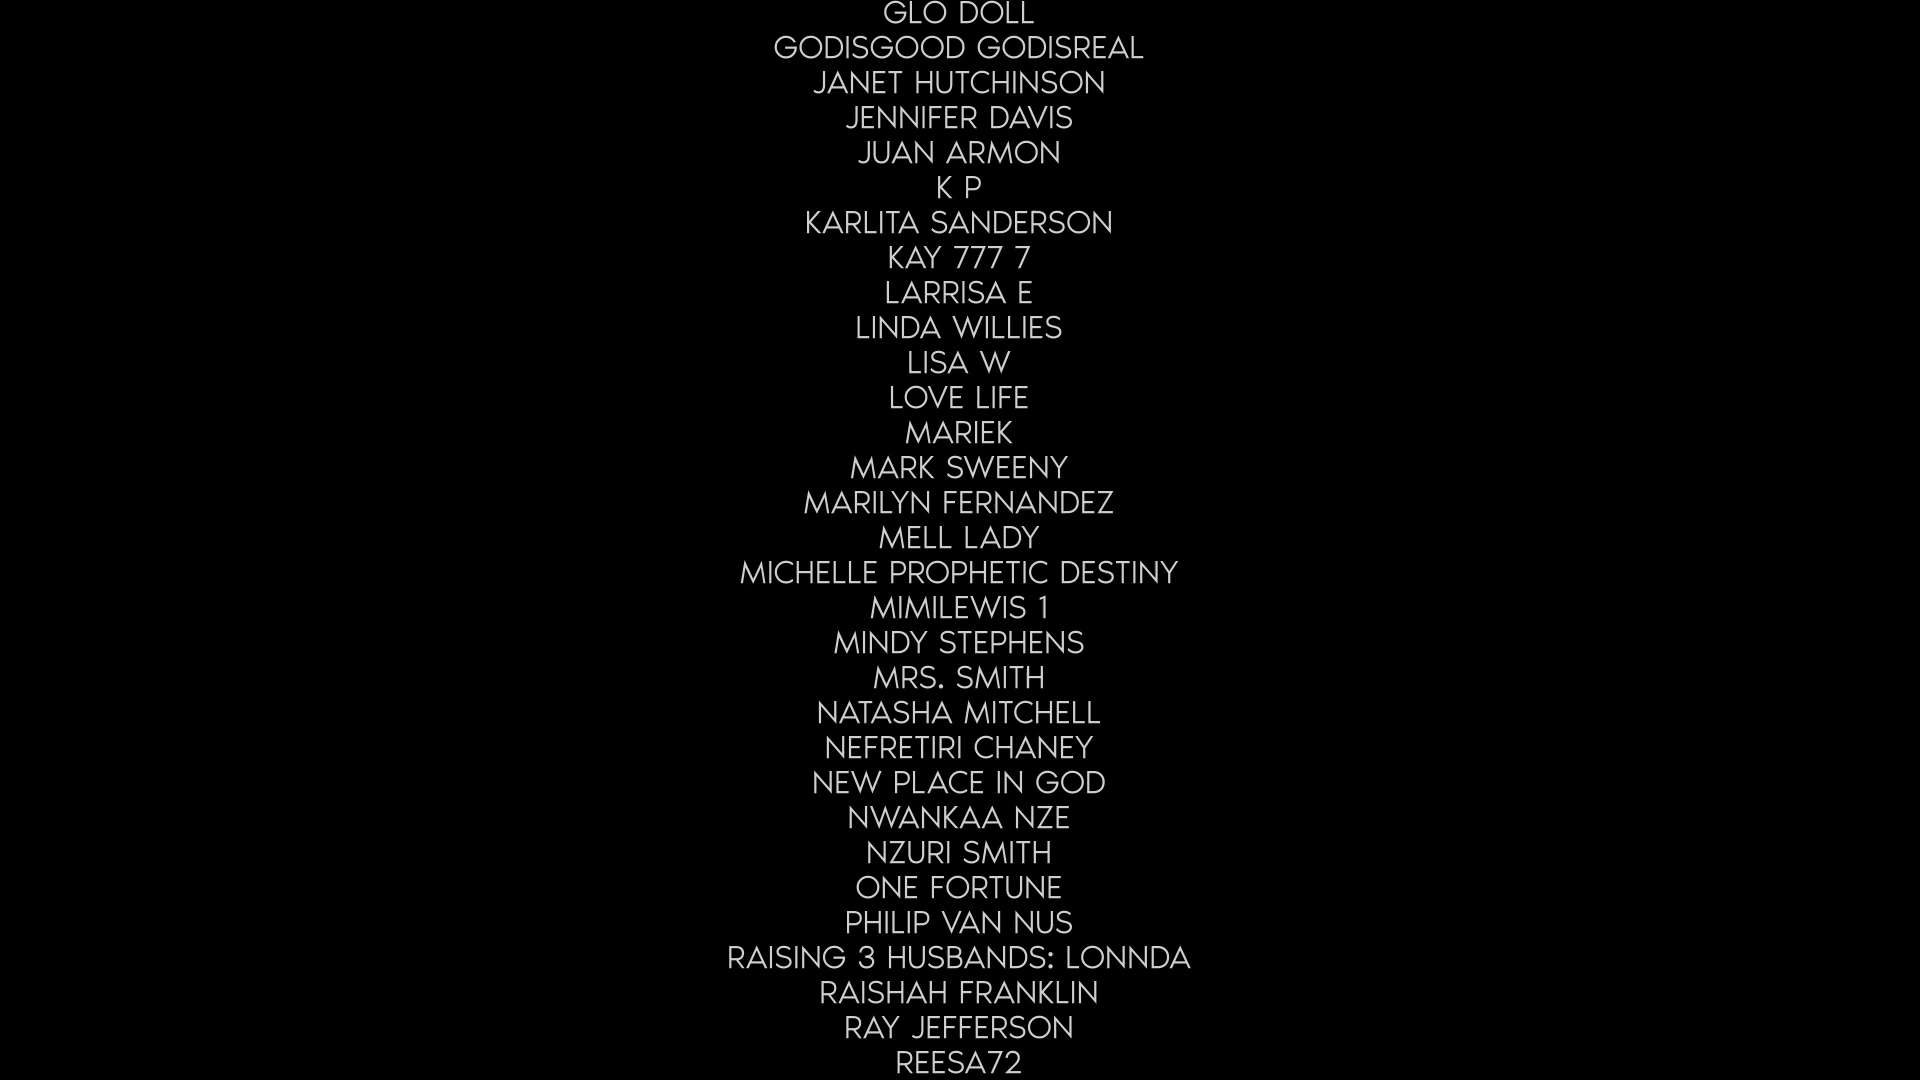 GLO DOLL
GODISGOOD GODISREAL
JANET HUTCHINSON
JENNIFER DAVIS
JUAN ARMON
K P
KARLITA SANDERSON
KAY 777 7
LARRISA E
LINDA WILLIES
LISA W
LOVE LIFE
MARIEK
MARK SWEENY
MARILYN FERNANDEZ
MELL LADY
MICHELLE PROPHETIC DESTINY
MIMILEWIS 1
MINDY STEPHENS
MRS. SMITH
NATASHA MITCHELL
NEFRETIRI CHANEY
NEW PLACE IN GOD
NWANKAA NZE
NZURI SMITH
ONE FORTUNE
PHILIP VAN NUS
RAISING 3 HUSBANDS: LONNDA
RAISHAH FRANKLIN
RAY JEFFERSON
REESA72